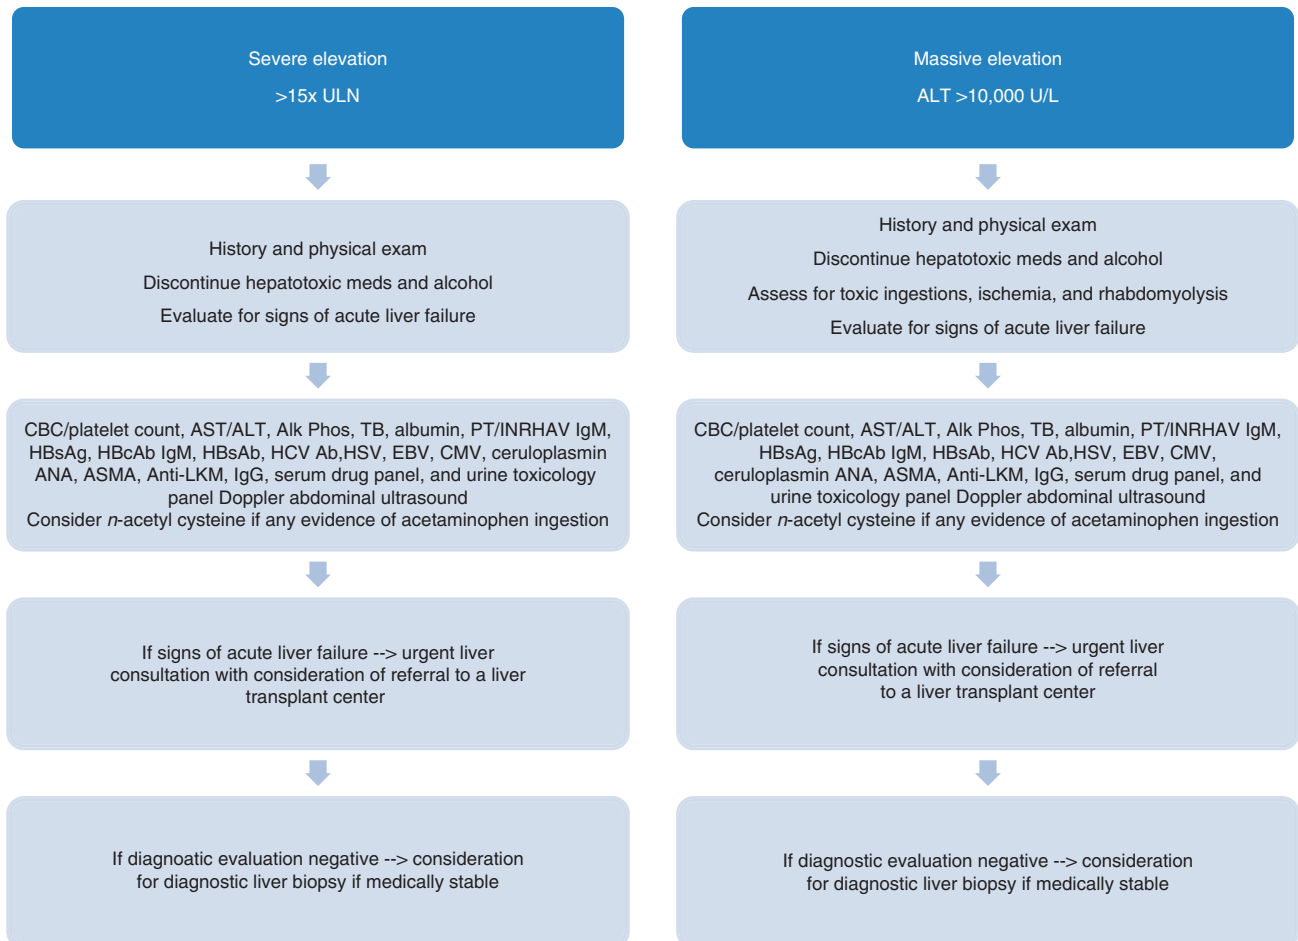 Severe elevation
>15x ULN
History and physical exam
Discontinue hepatotoxic meds and alcohol
Evaluate for signs of acute liver failure
CBC/platelet count, AST/ALT, Alk Phos, TB, albumin, PT/INRHAV IgM,
HBsAg, HBcAb IgM, HBsAb, HCV Ab,HSV, EBV, CMV, ceruloplasmin
ANA, ASMA, Anti-LKM, IgG, serum drug panel, and urine toxicology
panel Doppler abdominal ultrasound
Consider n-acetyl cysteine if any evidence of acetaminophen ingestion
If signs of acute liver failure --> urgent liver
consultation with consideration of referral to a liver
transplant center
If diagnoatic evaluation negative --> consideration
for diagnostic liver biopsy if medically stable
Massive elevation
ALT >10,000 U/L
History and physical exam
Discontinue hepatotoxic meds and alcohol
Assess for toxic ingestions, ischemia, and rhabdomyolysis
Evaluate for signs of acute liver failure
CBC/platelet count, AST/ALT, Alk Phos, TB, albumin, PT/INRHAV IgM,
HBsAg, HBcAb IgM, HBsAb, HCV Ab,HSV, EBV, CMV,
ceruloplasmin ANA, ASMA, Anti-LKM, IgG, serum drug panel, and
urine toxicology panel Doppler abdominal ultrasound
Consider n-acetyl cysteine if any evidence of acetaminophen ingestion
If signs of acute liver failure --> urgent liver
consultation with consideration of referral
to a liver transplant center
If diagnostic evaluation negative --> consideration
for diagnostic liver biopsy if medically stable